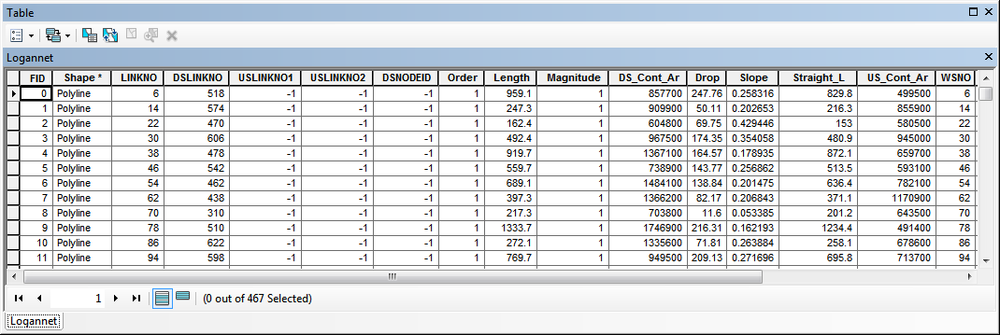 Table
Logannet
FID Shape * LINKNO DSLINKNO USLINKNO1 USLINKNO2 DSNODEID Order Length Magnitude DS_Cont_Ar Drop Slope Straight_L US_Cont_Ar WSNO
0 Polyline 6 518 -1 -1 -1 1 959.1 1 857700 247.76 0.258316 829.8 499500 6
1 Polyline 14 574 -1 -1 -1 1 247.3 1 909900 50.11 0.202653 216.3 855900 14
2 Polyline 22 470 -1 -1 -1 1 162.4 1 604800 69.75 0.429446 153 580500 22
3 Polyline 30 606 -1 -1 -1 1 492.4 1 967500 174.35 0.354058 480.9 945000 30
4 Polyline 38 478 -1 -1 -1 1 919.7 1 1367100 164.57 0.178935 872.1 659700 38
5 Polyline 46 542 -1 -1 -1 1 559.7 1 738900 143.77 0.256862 513.5 593100 46
6 Polyline 54 462 -1 -1 -1 1 689.1 1 1484100 138.84 0.201475 636.4 782100 54
7 Polyline 62 438 -1 -1 -1 1 397.3 1 1366200 82.17 0.206843 371.1 1170900 62
8 Polyline 70 310 -1 -1 -1 1 217.3 1 703800 11.6 0.053385 201.2 643500 70
9 Polyline 78 510 -1 -1 -1 1 1333.7 1 1746900 216.31 0.162193 1234.4 491400 78
10 Polyline 86 622 -1 -1 -1 1 272.1 1 1335600 71.81 0.263884 258.1 678600 86
11 Polyline 94 598 -1 -1 -1 1 769.7 1 949500 209.13 0.271696 695.8 713700 94
1 (0 out of 467 Selected)
Logannet